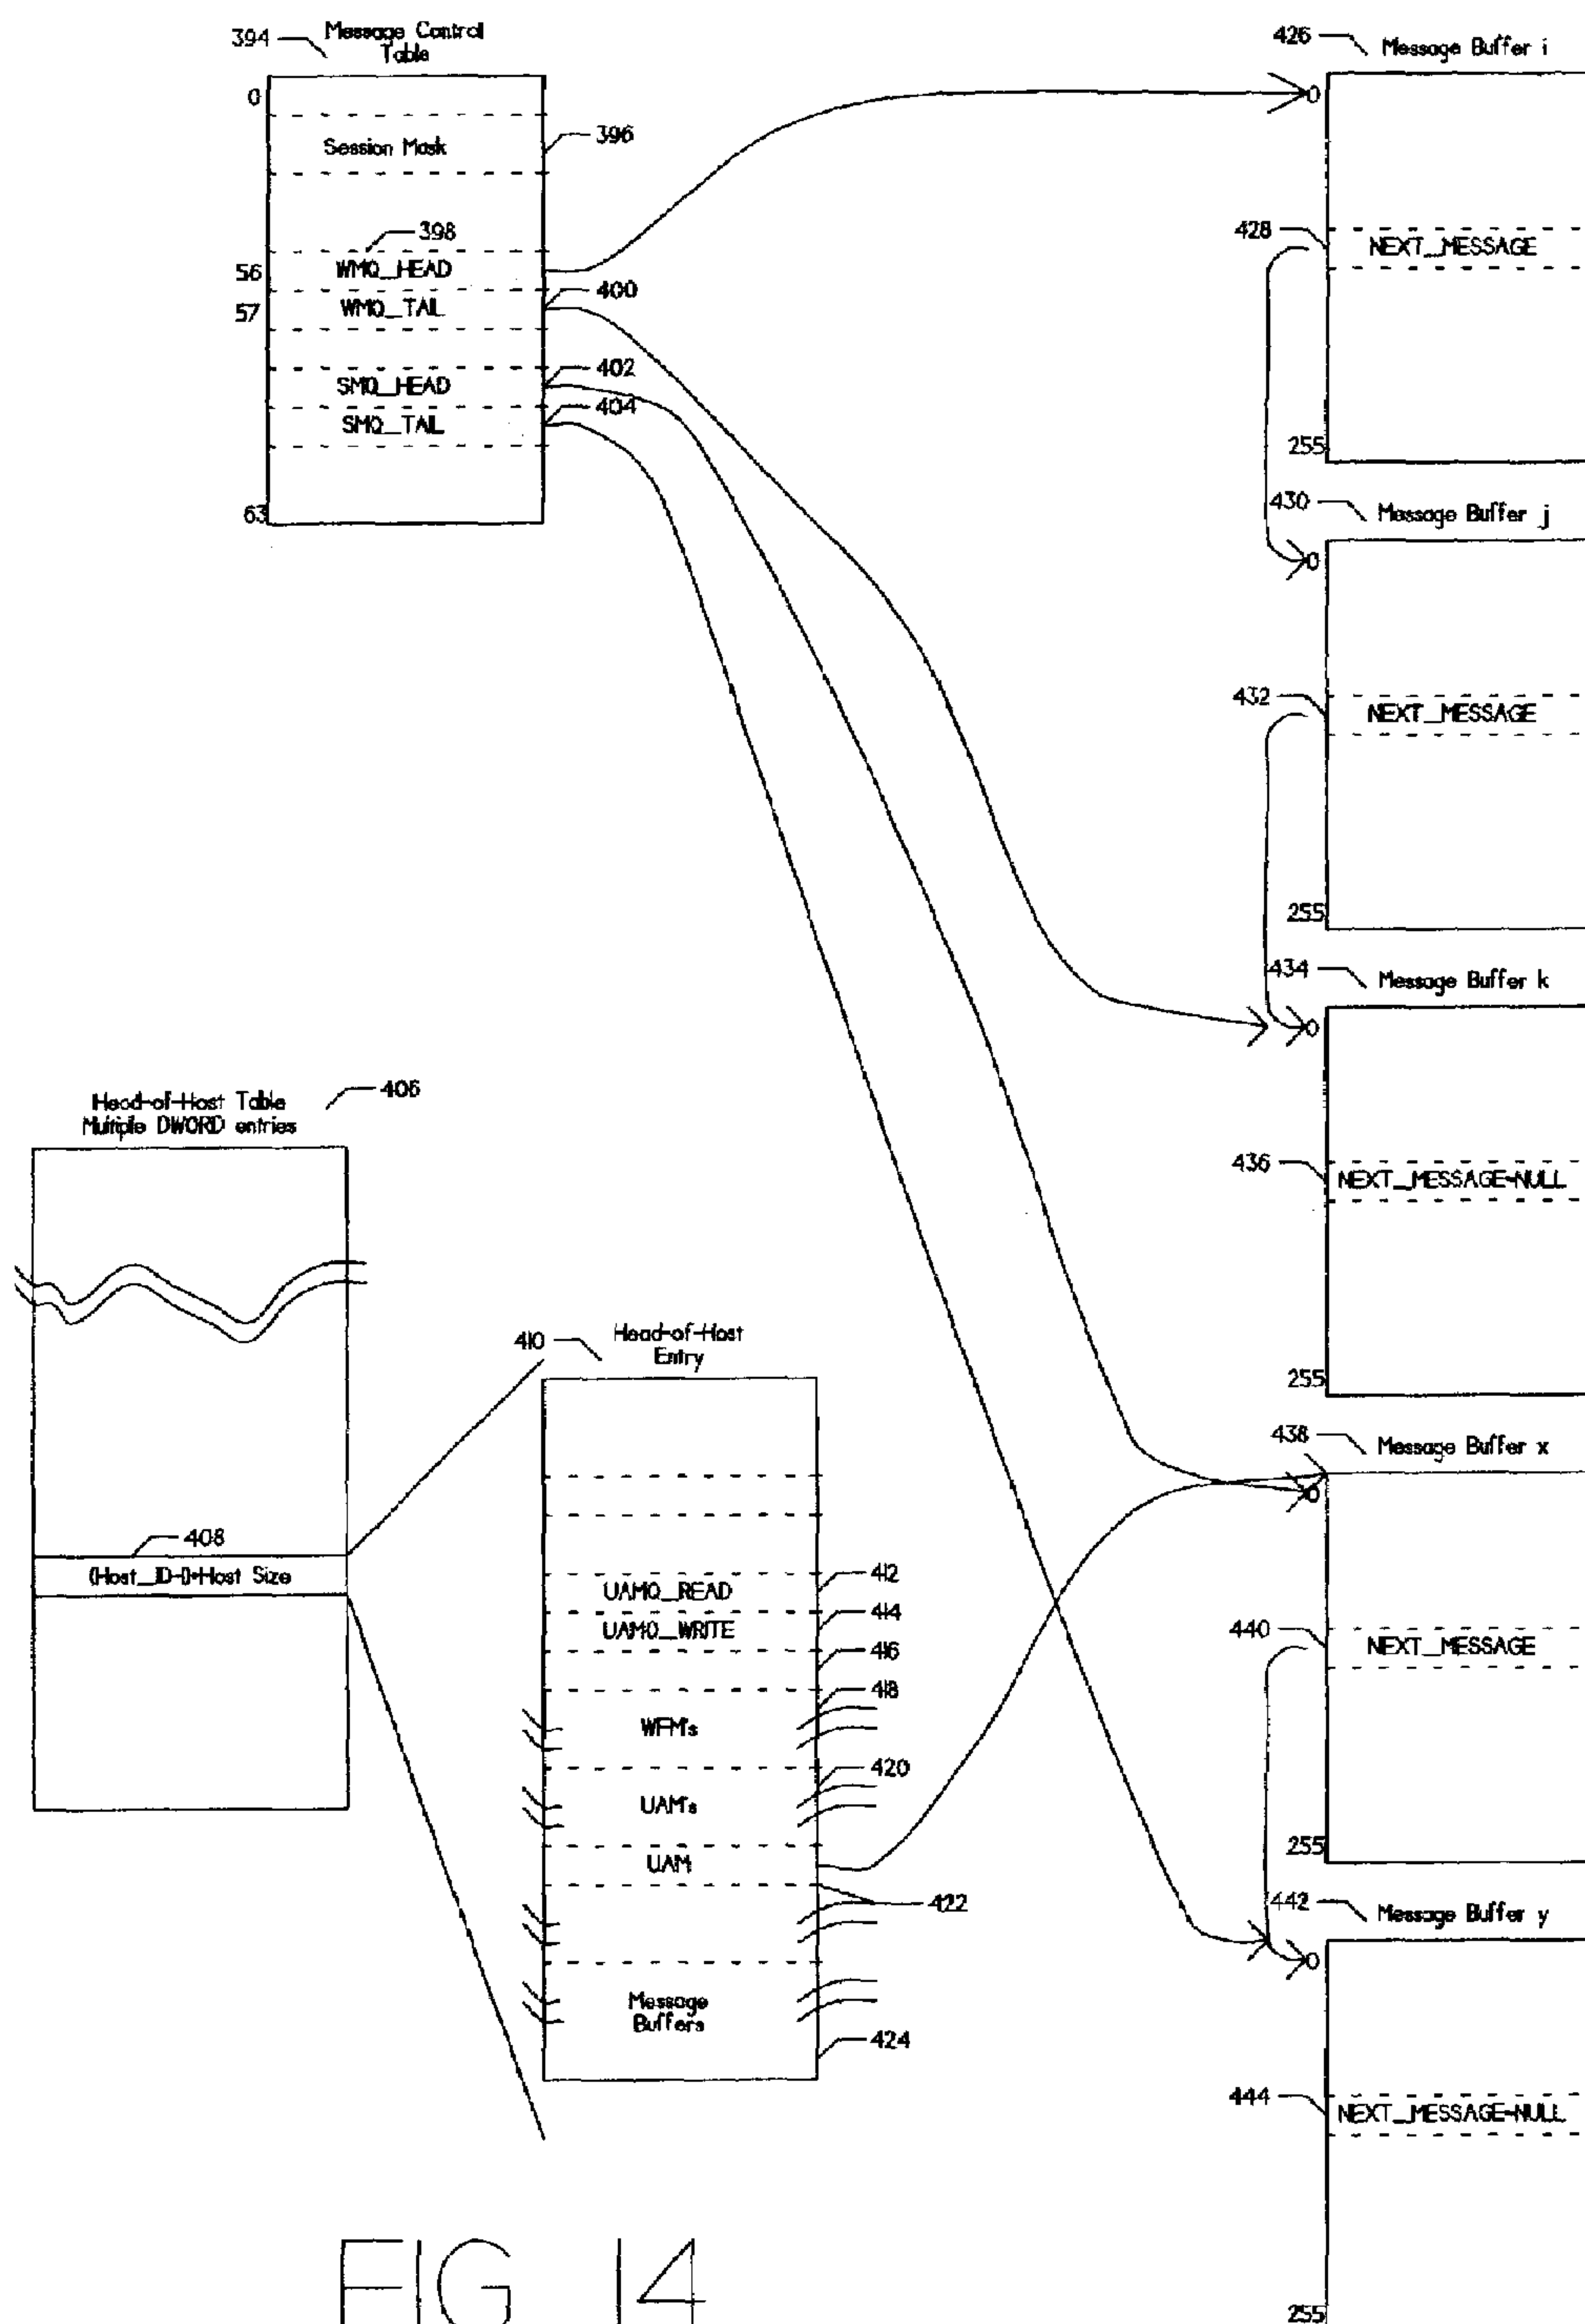 394
Message Control
Table
0
Session Mask
396
398
56
WMQ_HEAD
57
WMQ_TAIL
400
SMQ_HEAD
402
SMQ_TAIL
404
63
Head-of-Host Table
Multiple DWORD entries
406
408
(Host_ID-1)*Host Size
410
Head-of-Host
Entry
UAMQ_READ
412
UAMQ_WRITE
414
416
418
WFM's
420
UAM's
UAM
422
Message
Buffers
424
426
Message Buffer i
0
428
NEXT_MESSAGE
255
430
Message Buffer j
0
432
NEXT_MESSAGE
255
434
Message Buffer k
0
436
NEXT_MESSAGE=NULL
255
438
Message Buffer x
0
440
NEXT_MESSAGE
255
442
Message Buffer y
0
444
NEXT_MESSAGE=NULL
255
FIG 14